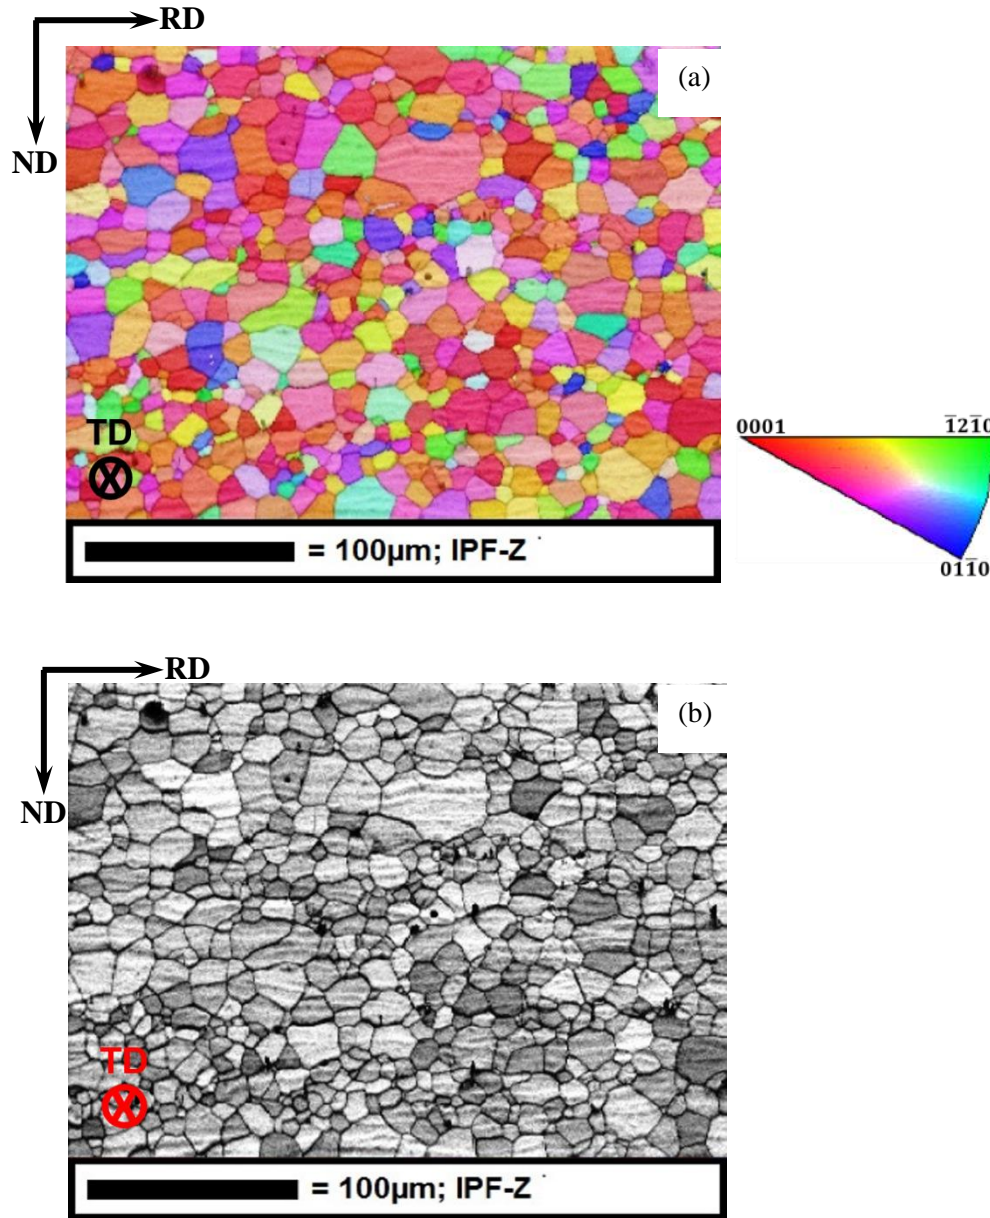 RD
(a)
ND
TD
0001
1̅21̅0
011̅0
= 100μm; IPF-Z
RD
(b)
ND
TD
= 100μm; IPF-Z